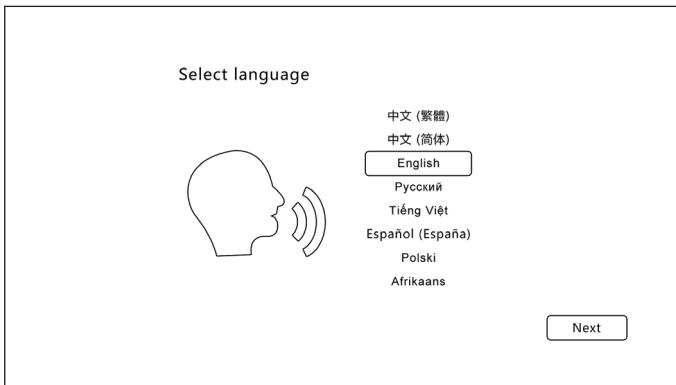 Select language
中文 (繁體)
中文 (简体)
English
Русский
Tiếng Việt
Español (España)
Polski
Afrikaans
Next